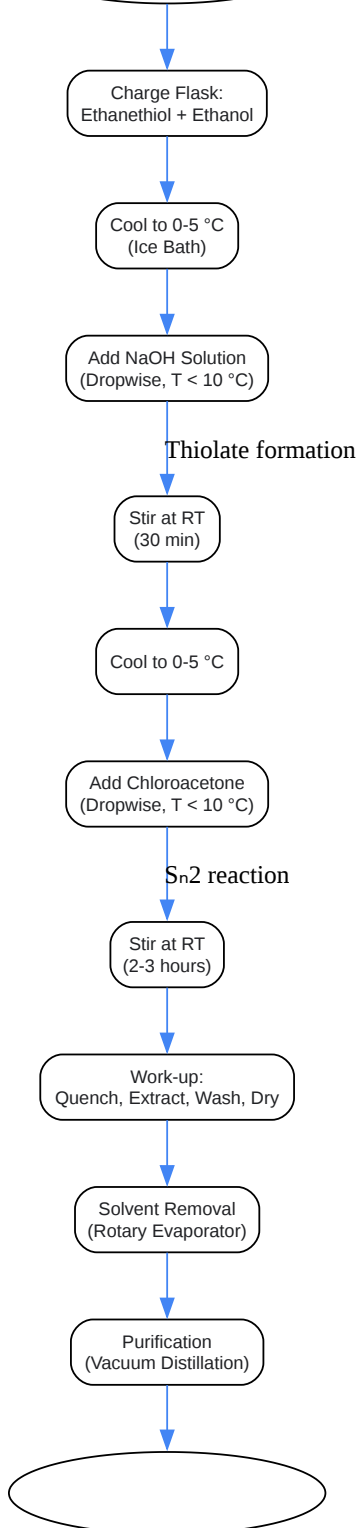 Charge Flask:
Ethanethiol + Ethanol
Cool to 0-5 °C
(Ice Bath)
Add NaOH Solution
(Dropwise, T < 10 °C)
Thiolate formation
Stir at RT
(30 min)
Cool to 0-5 °C
Add Chloroacetone
(Dropwise, T < 10 °C)
Sₙ2 reaction
Stir at RT
(2-3 hours)
Work-up:
Quench, Extract, Wash, Dry
Solvent Removal
(Rotary Evaporator)
Purification
(Vacuum Distillation)